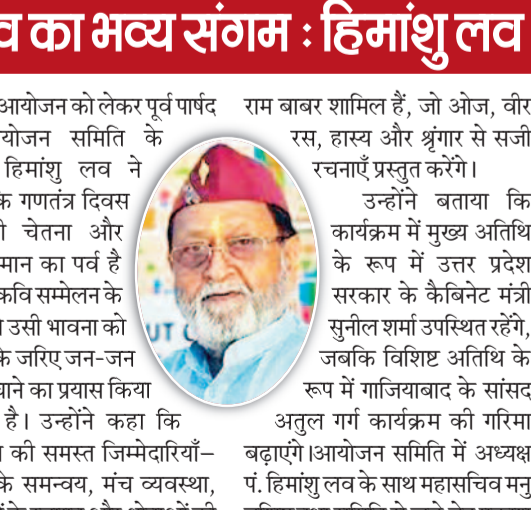 व का भव्य संगम : हिमांशु लव
आयोजन को लेकर पूर्व पार्षद
योजन समिति के
हिमांशु लव ने
के गणतंत्र दिवस
चेतना और
मान का पर्व है
कवि सम्मेलन के
उसी भावना को
के जरिए जन-जन
चाने का प्रयास किया
है। उन्होंने कहा कि
की समस्त जिम्मेदारियाँ–
के समन्वय, मंच व्यवस्था,
राम बाबर शामिल हैं, जो ओज, वीर
रस, हास्य और श्रृंगार से सजी
रचनाएँ प्रस्तुत करेंगे।
उन्होंने बताया कि
कार्यक्रम में मुख्य अतिथि
के रूप में उत्तर प्रदेश
सरकार के कैबिनेट मंत्री
सुनील शर्मा उपस्थित रहेंगे,
जबकि विशिष्ट अतिथि के
रूप में गाजियाबाद के सांसद
अतुल गर्ग कार्यक्रम की गरिमा
बढ़ाएंगे।आयोजन समिति में अध्यक्ष
पं. हिमांशु लव के साथ महासचिव मनु